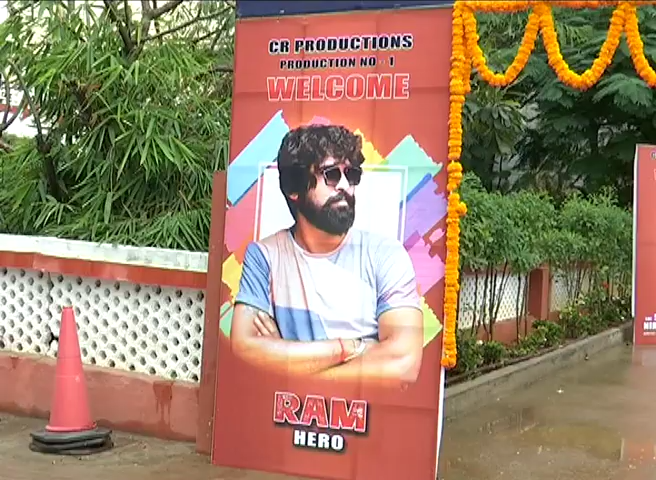 CR PRODUCTIONS
PRODUCTION NO - 1
WELCOME
RAM
HERO